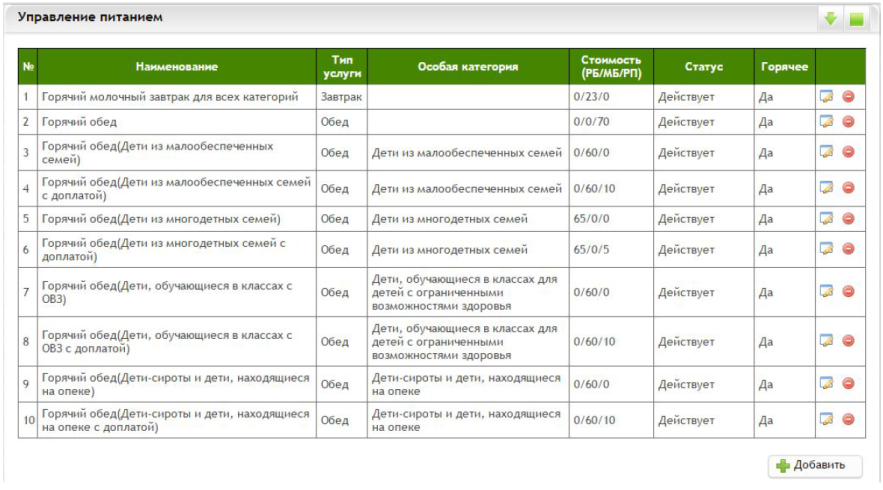 Управление питанием
№ Наименование Тип услуги Особая категория Стоимость (РБ/МБ/РП) Статус Горячее
1 Горячий молочный завтрак для всех категорий Завтрак 0/23/0 Действует Да
2 Горячий обед Обед 0/0/70 Действует Да
3 Горячий обед(Дети из малообеспеченных
семей) Обед Дети из малообеспеченных семей 0/60/0 Действует Да
4 Горячий обед(Дети из малообеспеченных семей
с доплатой) Обед Дети из малообеспеченных семей 0/60/10 Действует Да
5 Горячий обед(Дети из многодетных семей) Обед Дети из многодетных семей 65/0/0 Действует Да
6 Горячий обед(Дети из многодетных семей с
доплатой) Обед Дети из многодетных семей 65/0/5 Действует Да
7 Горячий обед(Дети, обучающиеся в классах с
ОВЗ) Обед Дети, обучающиеся в классах для
детей с ограниченными
возможностями здоровья 0/60/0 Действует Да
8 Горячий обед(Дети, обучающиеся в классах с
ОВЗ с доплатой) Обед Дети, обучающиеся в классах для
детей с ограниченными
возможностями здоровья 0/60/10 Действует Да
9 Горячий обед(Дети-сироты и дети, находящиеся
на опеке) Обед Дети-сироты и дети, находящиеся
на опеке 0/60/0 Действует Да
10 Горячий обед(Дети-сироты и дети, находящиеся
на опеке с доплатой) Обед Дети-сироты и дети, находящиеся
на опеке 0/60/10 Действует Да
Добавить